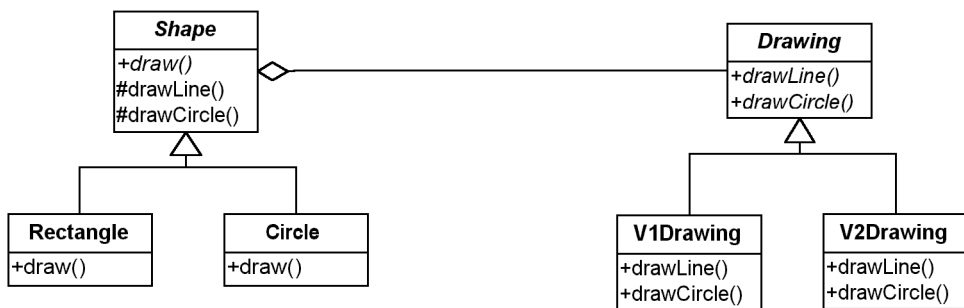 Shape
+draw()
#drawLine()
#drawCircle()
Drawing
+drawLine()
+drawCircle()
Rectangle
+draw()
Circle
+draw()
V1Drawing
+drawLine()
+drawCircle()
V2Drawing
+drawLine()
+drawCircle()